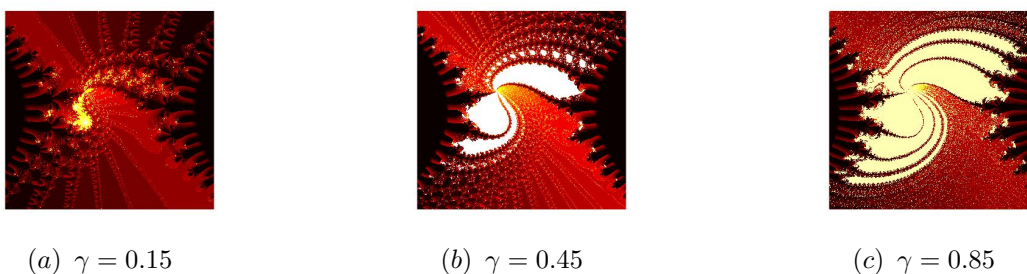 (a) γ = 0.15 (b) γ = 0.45 (c) γ = 0.85